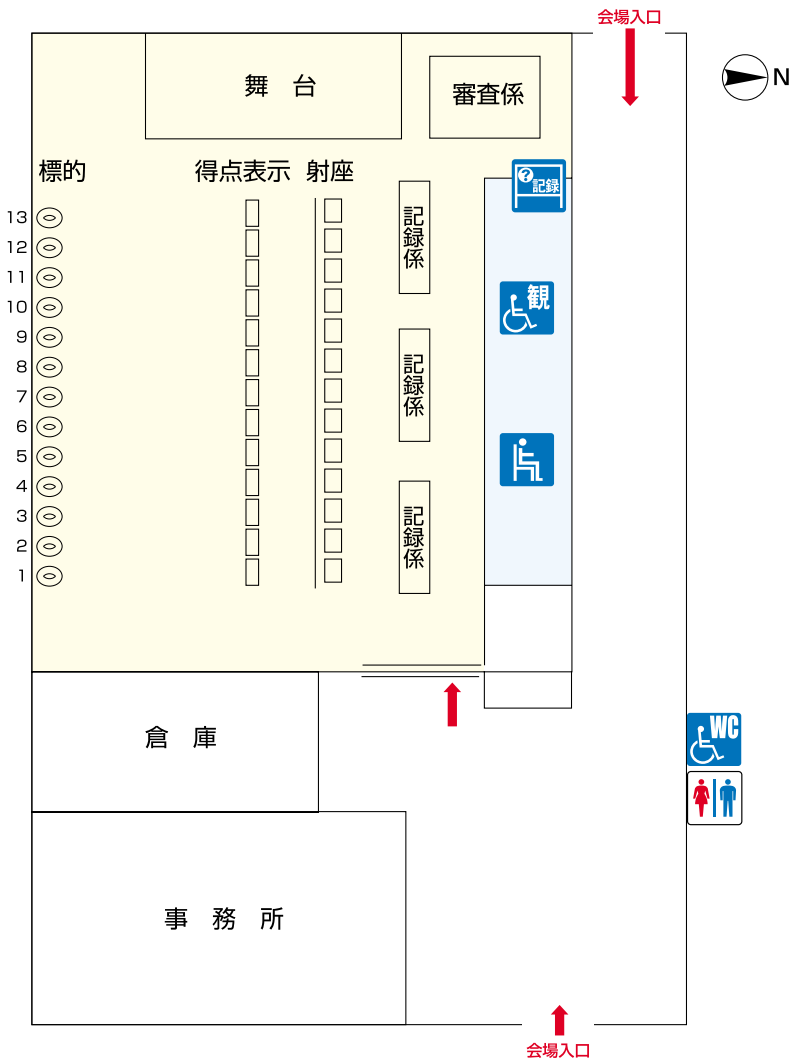 会場入口
N
舞　台
審査係
標的
得点表示
射座
?記録
記録係
観
記録係
記録係
13
12
11
10
9
8
7
6
5
4
3
2
1
倉　庫
WC
事　務　所
会場入口